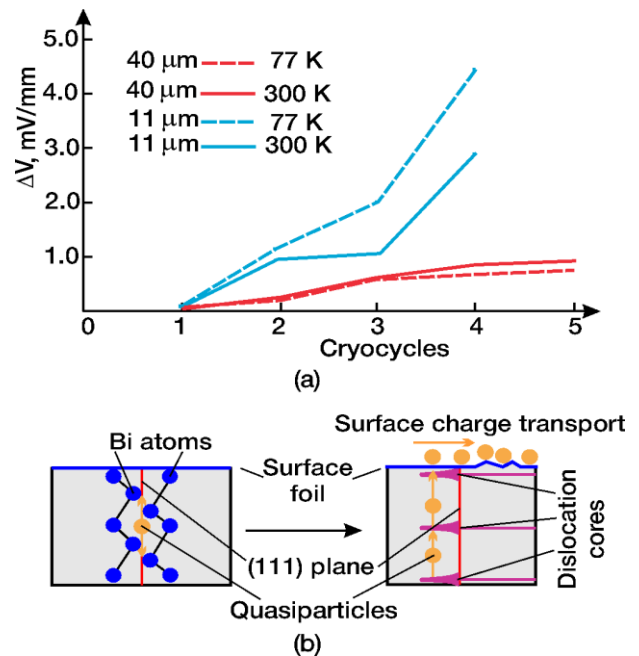 5.0
4.0
3.0
2.0
1.0
ΔV, mV/mm
40 μm 77 K
40 μm 300 K
11 μm 77 K
11 μm 300 K
0 1 2 3 4 5
Cryocycles
(a)
Surface charge transport
Bi atoms
Surface
foil
(111) plane
Quasiparticles
Dislocation
cores
(b)